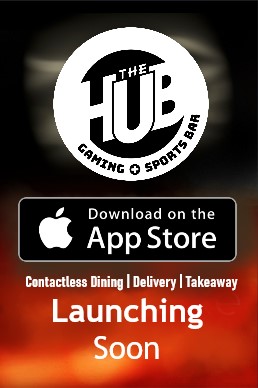 THE
HUB
GAMING + SPORTS BAR
Download on the
App Store
Contactless Dining | Delivery | Takeaway
Launching
Soon